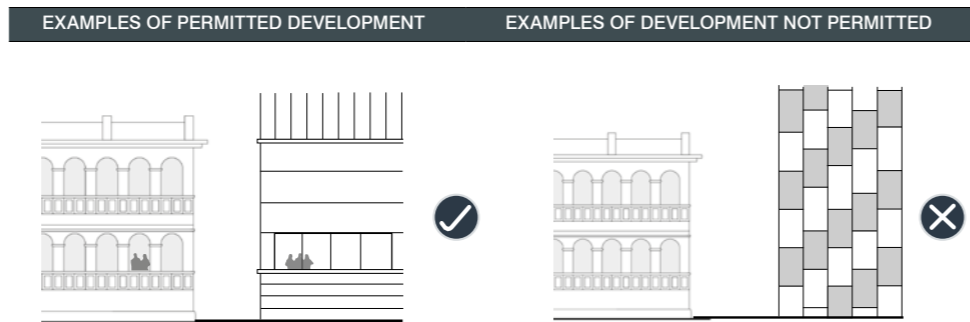 EXAMPLES OF PERMITTED DEVELOPMENT
EXAMPLES OF DEVELOPMENT NOT PERMITTED